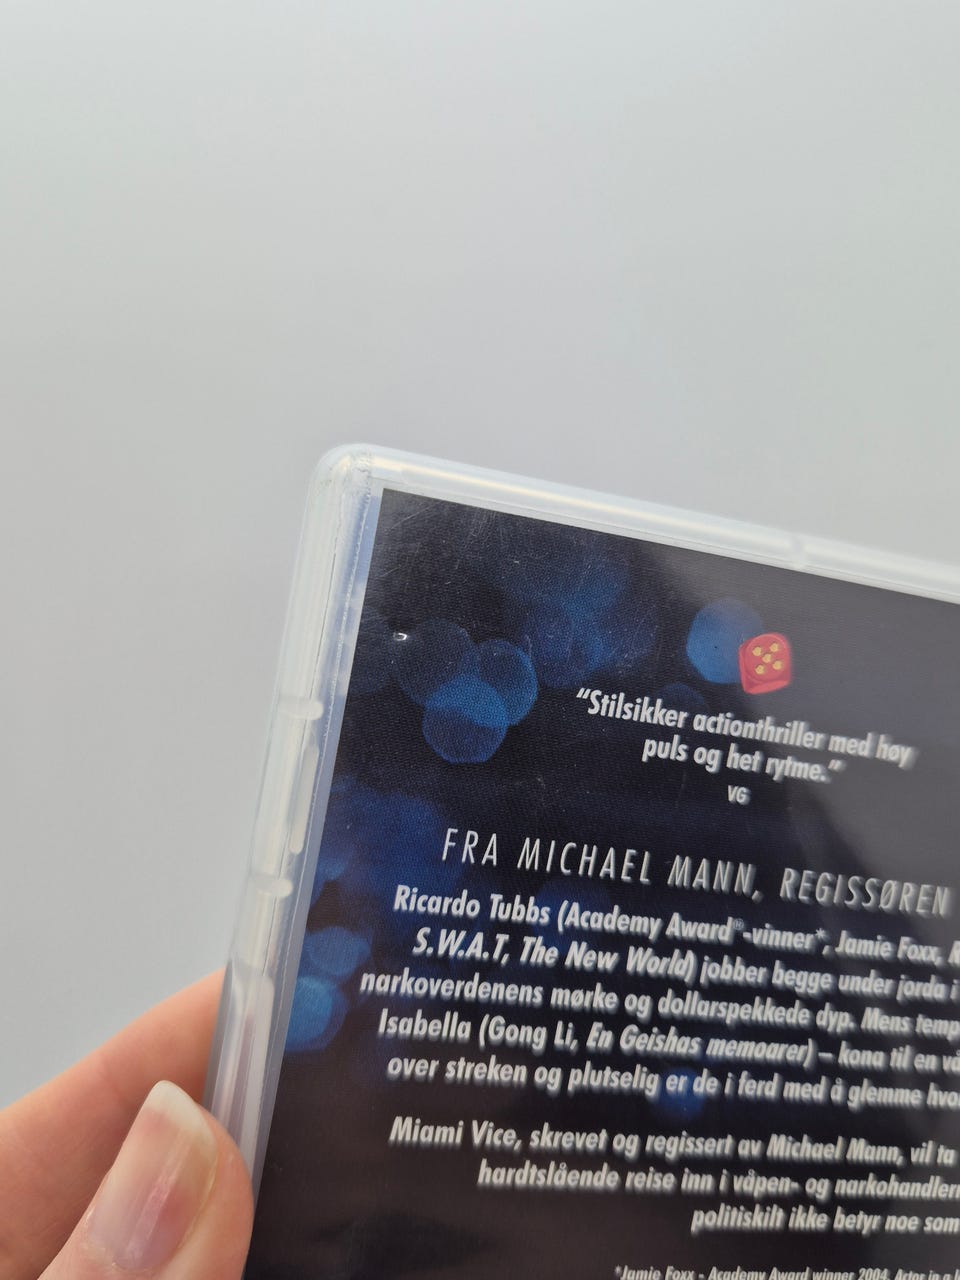 “Stilsikker actionthriller med høy
puls og het rytme.”
VG
FRA MICHAEL MANN, REGISSØREN
Ricardo Tubbs (Academy Award®-vinner*, Jamie Foxx, R
S.W.A.T, The New World) jobber begge under jorda i
narkoverdenens mørke og dollarspekkede dyp. Mens temp
Isabella (Gong Li, En Geishas memoarer) – kona til en vå
over streken og plutselig er de i ferd med å glemme hvo
Miami Vice, skrevet og regissert av Michael Mann, vil ta
hardtslående reise inn i våpen- og narkohandlern
politiskilt ikke betyr noe som
*Jamie Foxx - Academy Award winner 2004, Actor in a